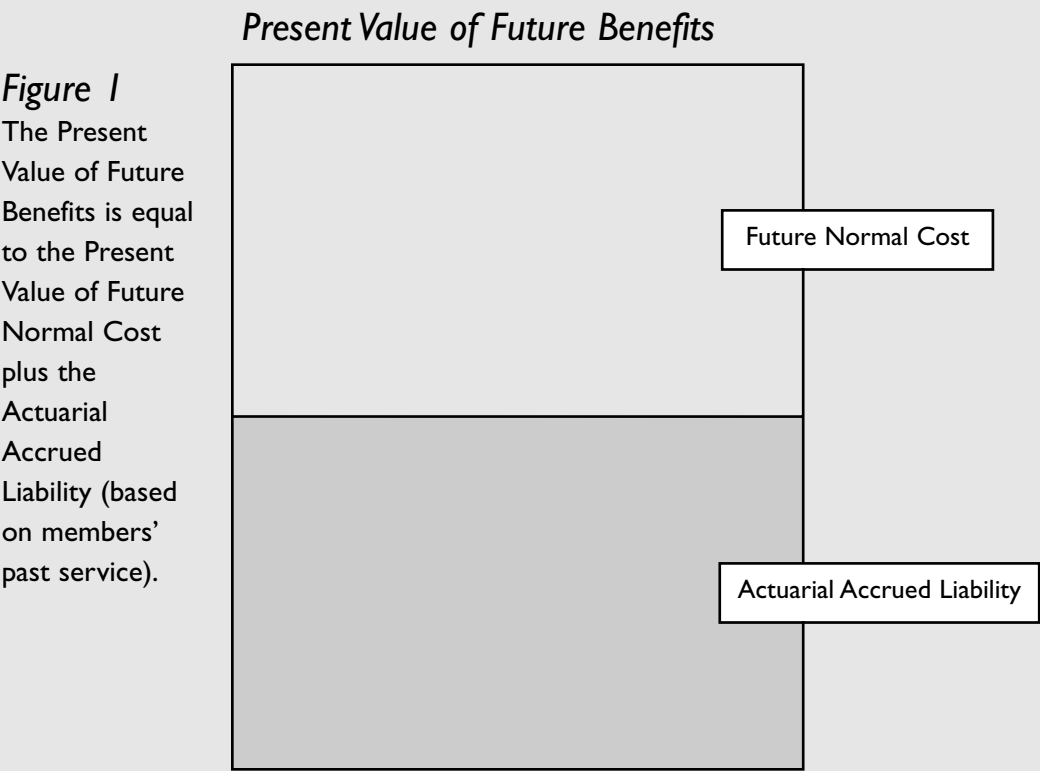 Present Value of Future Benefits
Figure 1
The Present
Value of Future
Benefits is equal
to the Present
Value of Future
Normal Cost
plus the
Actuarial
Accrued
Liability (based
on members’
past service).
Future Normal Cost
Actuarial Accrued Liability